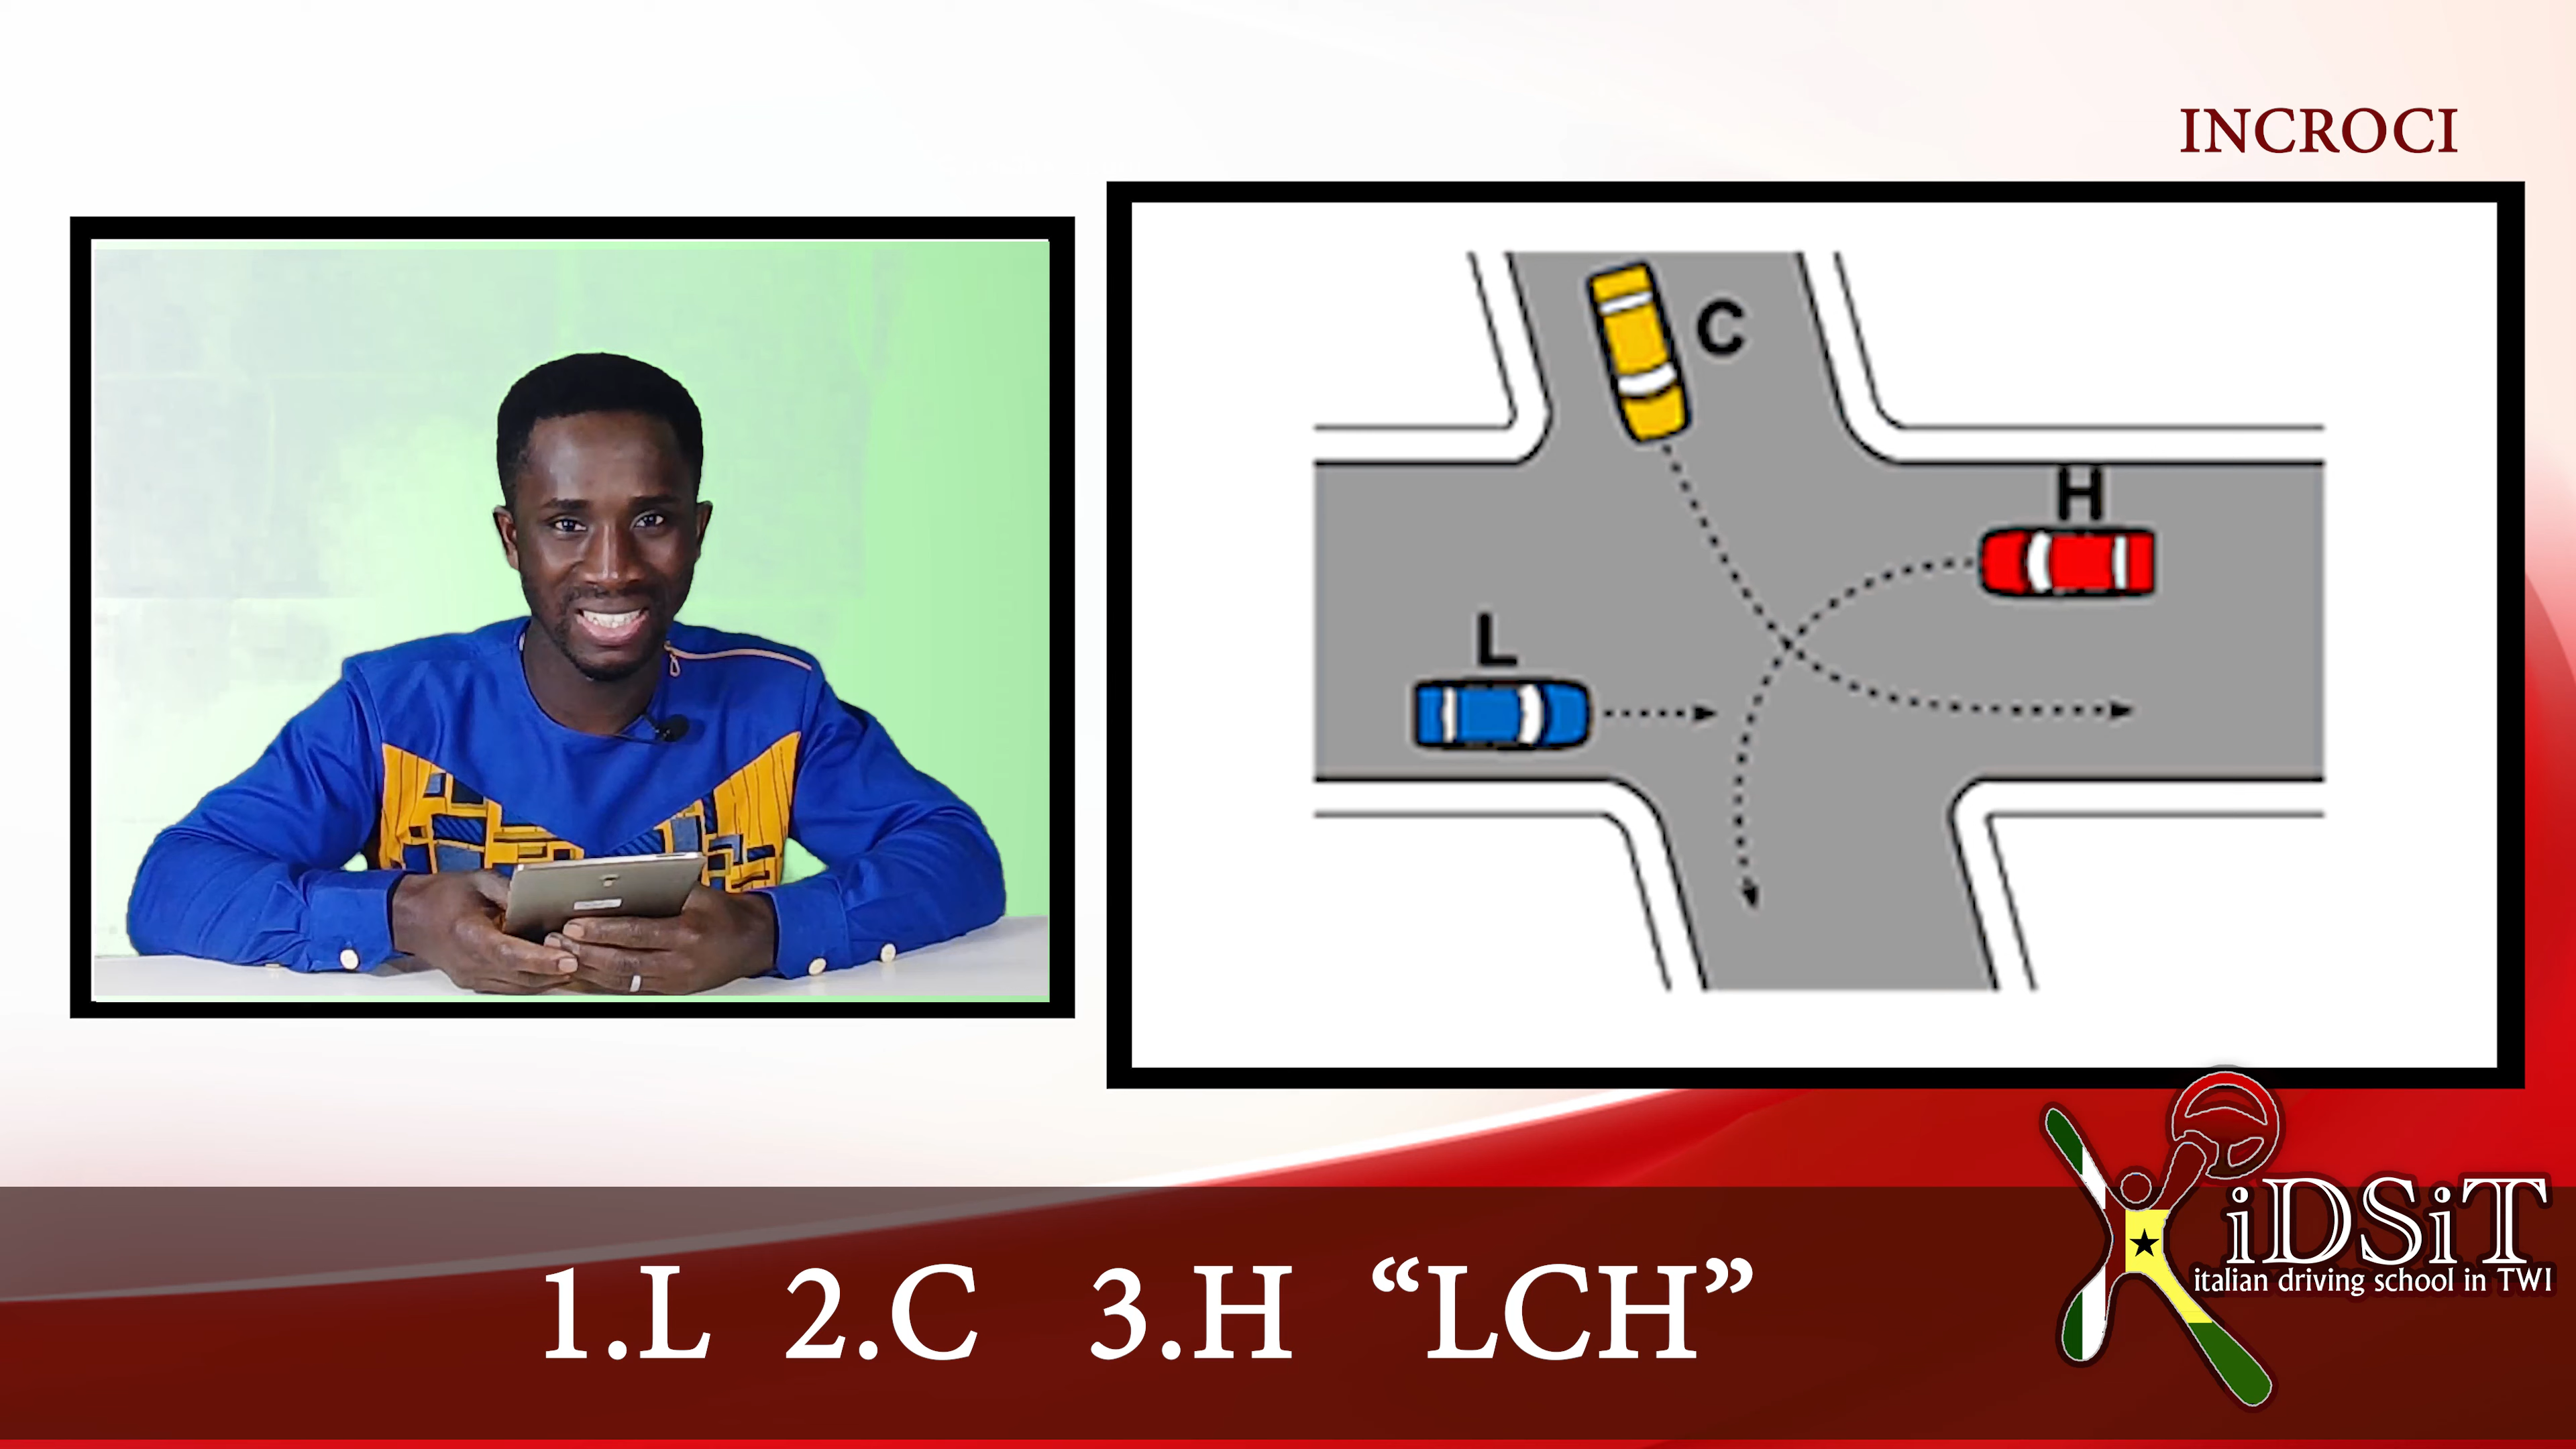 INCROCI
C
H
L
1.L 2.C 3.H “LCH”
iDSiT
italian driving school in TWI